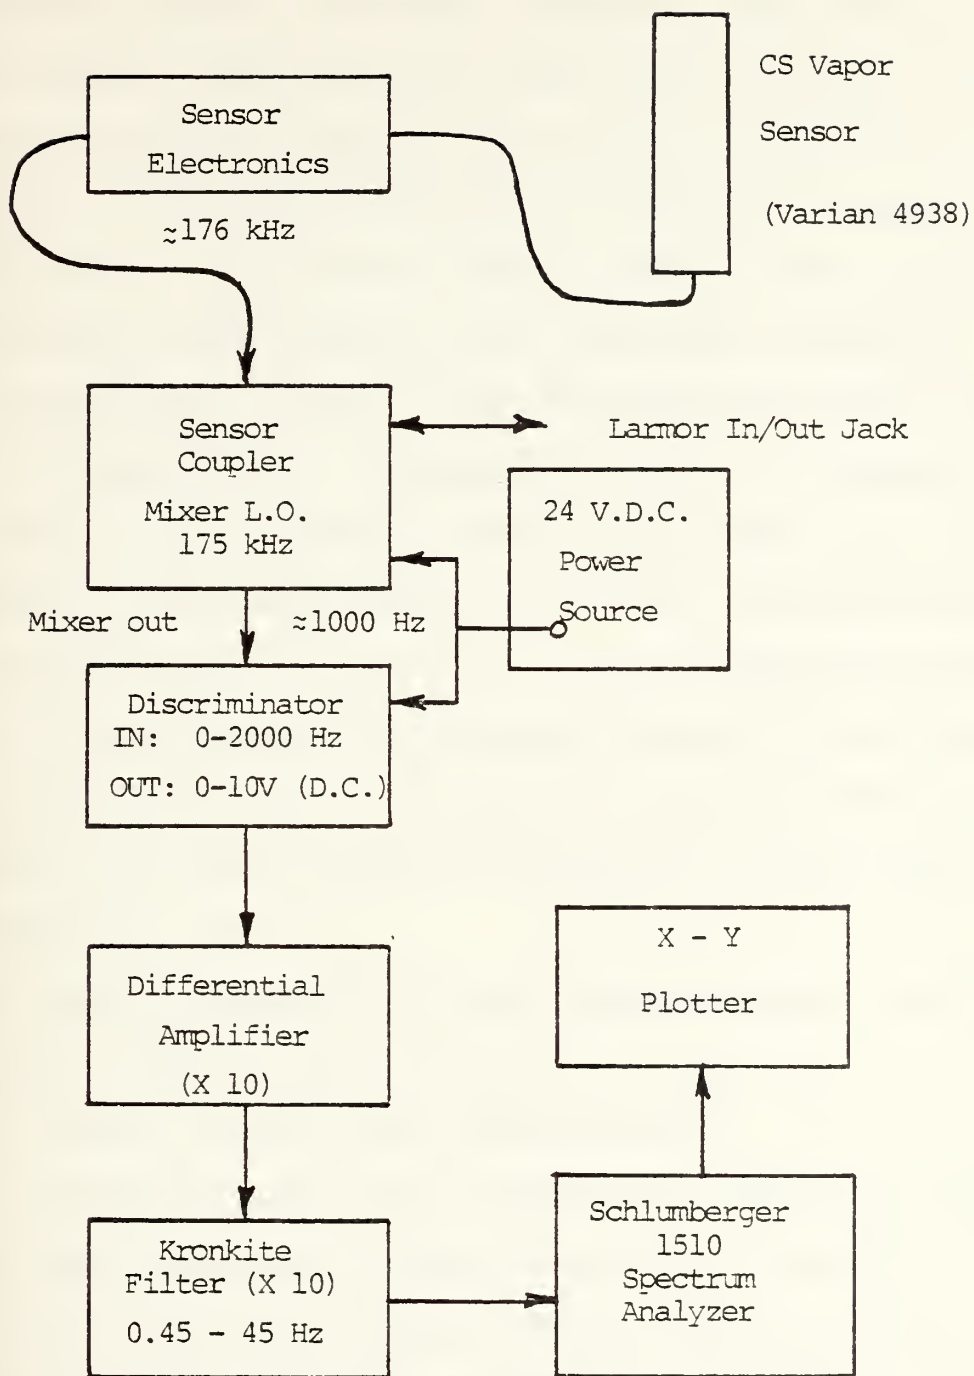 CS Vapor
Sensor
(Varian 4938)
Sensor
Electronics
≈176 kHz
Sensor
Coupler
Mixer L.O.
175 kHz
Larmor In/Out Jack
24 V.D.C.
Power
Source
Mixer out ≈1000 Hz
Discriminator
IN: 0-2000 Hz
OUT: 0-10V (D.C.)
Differential
Amplifier
(X 10)
X - Y
Plotter
Kronkite
Filter (X 10)
0.45 - 45 Hz
Schlumberger
1510
Spectrum
Analyzer